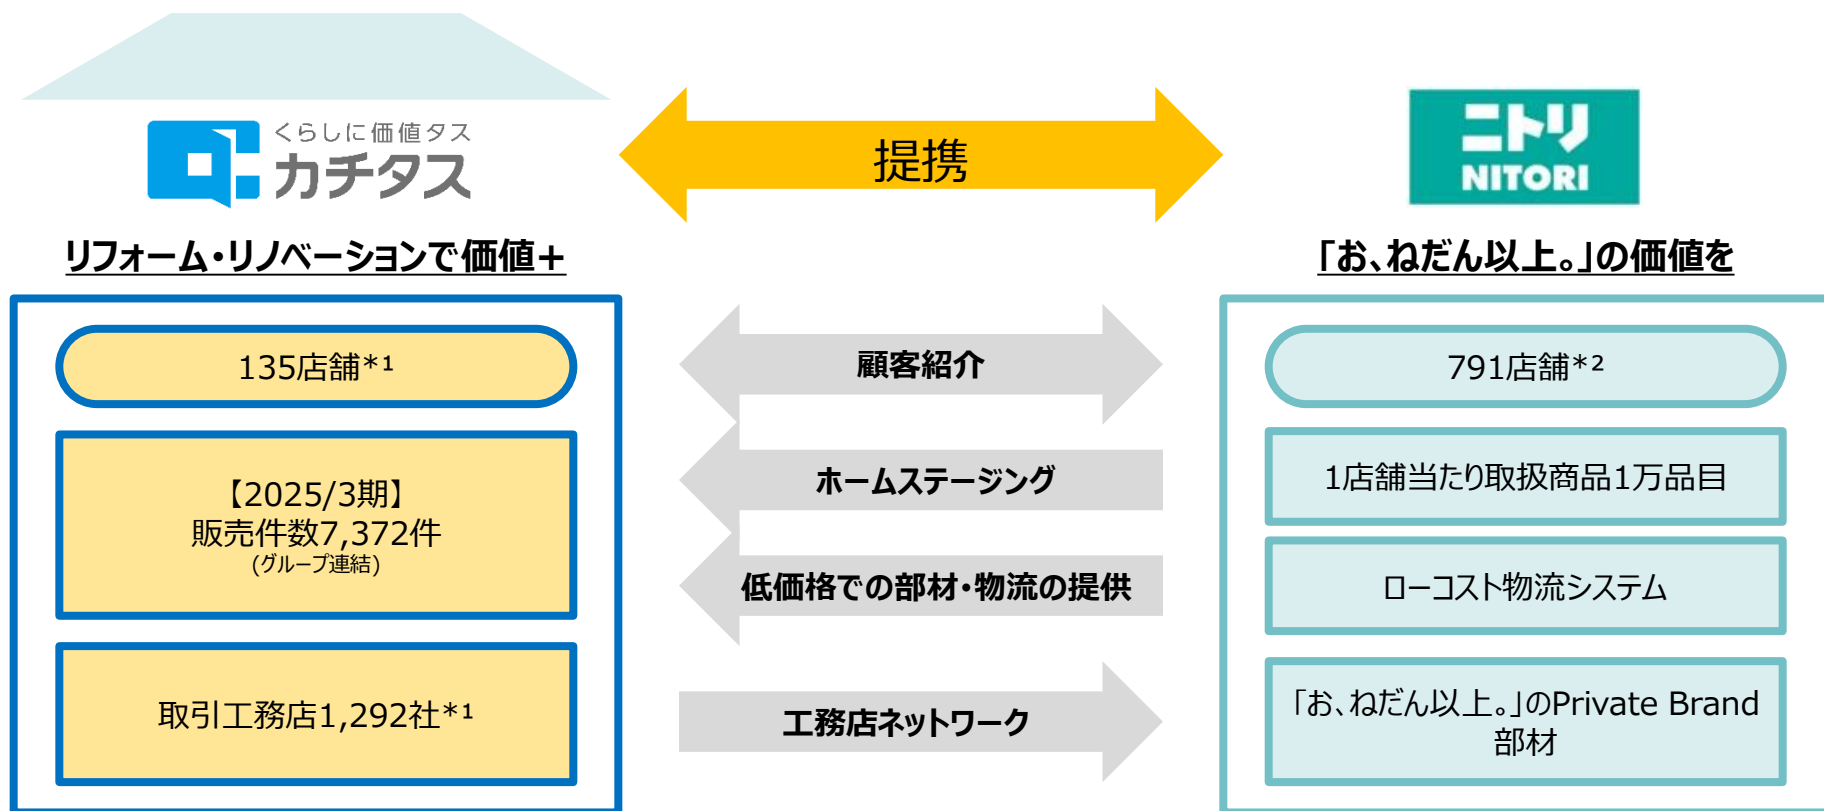 くらしに価値タス
カチタス
提携
ニトリ
NITORI
リフォーム・リノベーションで価値+
「お、ねだん以上。」の価値を
135店舗*1
【2025/3期】
販売件数7,372件
(グループ連結)
取引工務店1,292社*1
顧客紹介
ホームステージング
低価格での部材・物流の提供
工務店ネットワーク
791店舗*2
1店舗当たり取扱商品1万品目
ローコスト物流システム
「お、ねだん以上。」のPrivate Brand
部材